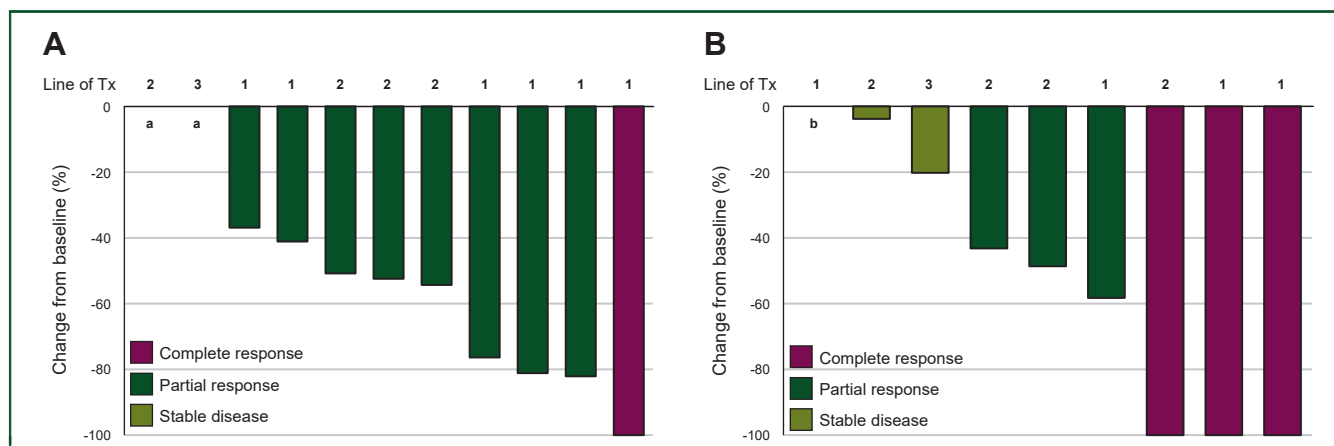 A
Line of Tx 2 3 1 1 2 2 2 1 1 1 1
0
a a
-20
-40
-60
-80
-100
Change from baseline (%)
Complete response
Partial response
Stable disease
B
Line of Tx 1 2 3 2 2 1 2 1 1
0
b
-20
-40
-60
-80
-100
Change from baseline (%)
Complete response
Partial response
Stable disease